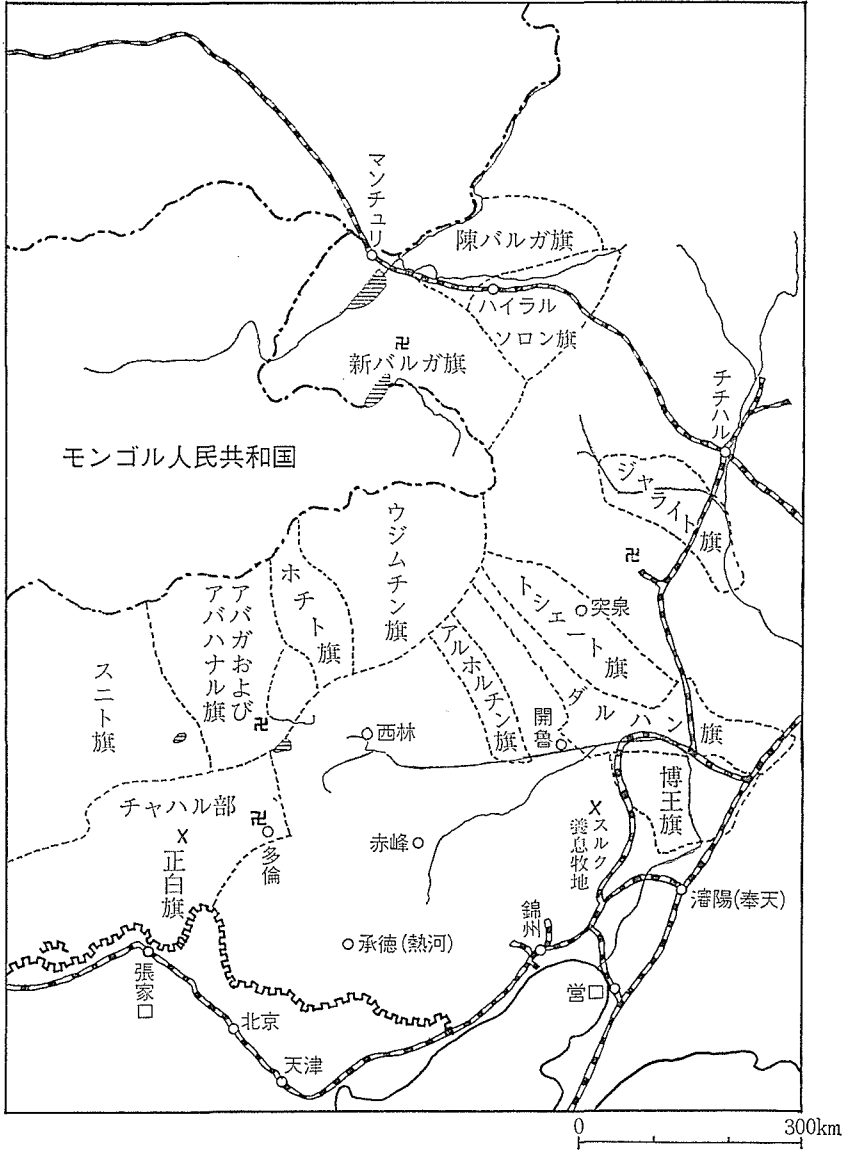 マンチュリ
陳バルガ旗
ハイラル
ソロン旗
卍
新バルガ旗
チチハル
モンゴル人民共和国
ジャライト旗
卍
ウジムチン旗
ホチト旗
アバガおよび
アバハナル旗
スニト旗
トシェート旗
突泉
アルホルチン旗
ダルハン旗
開魯
卍
西林
博王旗
チャハル部
卍
多倫
X
正白旗
赤峰
X
スルク
養息牧地
瀋陽(奉天)
錦州
承徳(熱河)
張家口
営口
北京
天津
0 300km